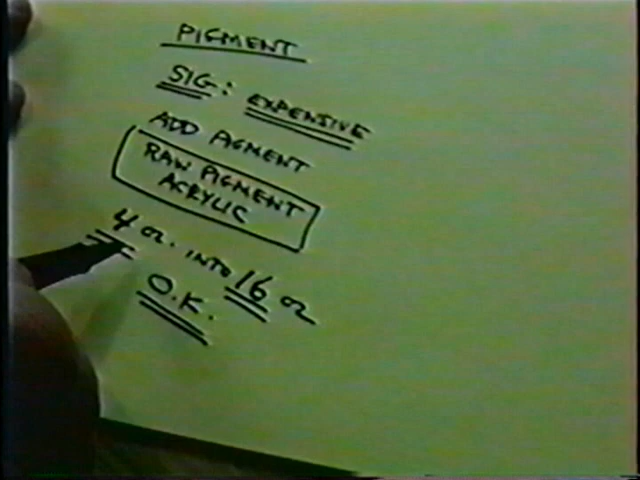 PIGMENT
SIG: EXPENSIVE
ADD PIGMENT
RAW PIGMENT
ACRYLIC
4 oz. INTO 16 oz
O.K.